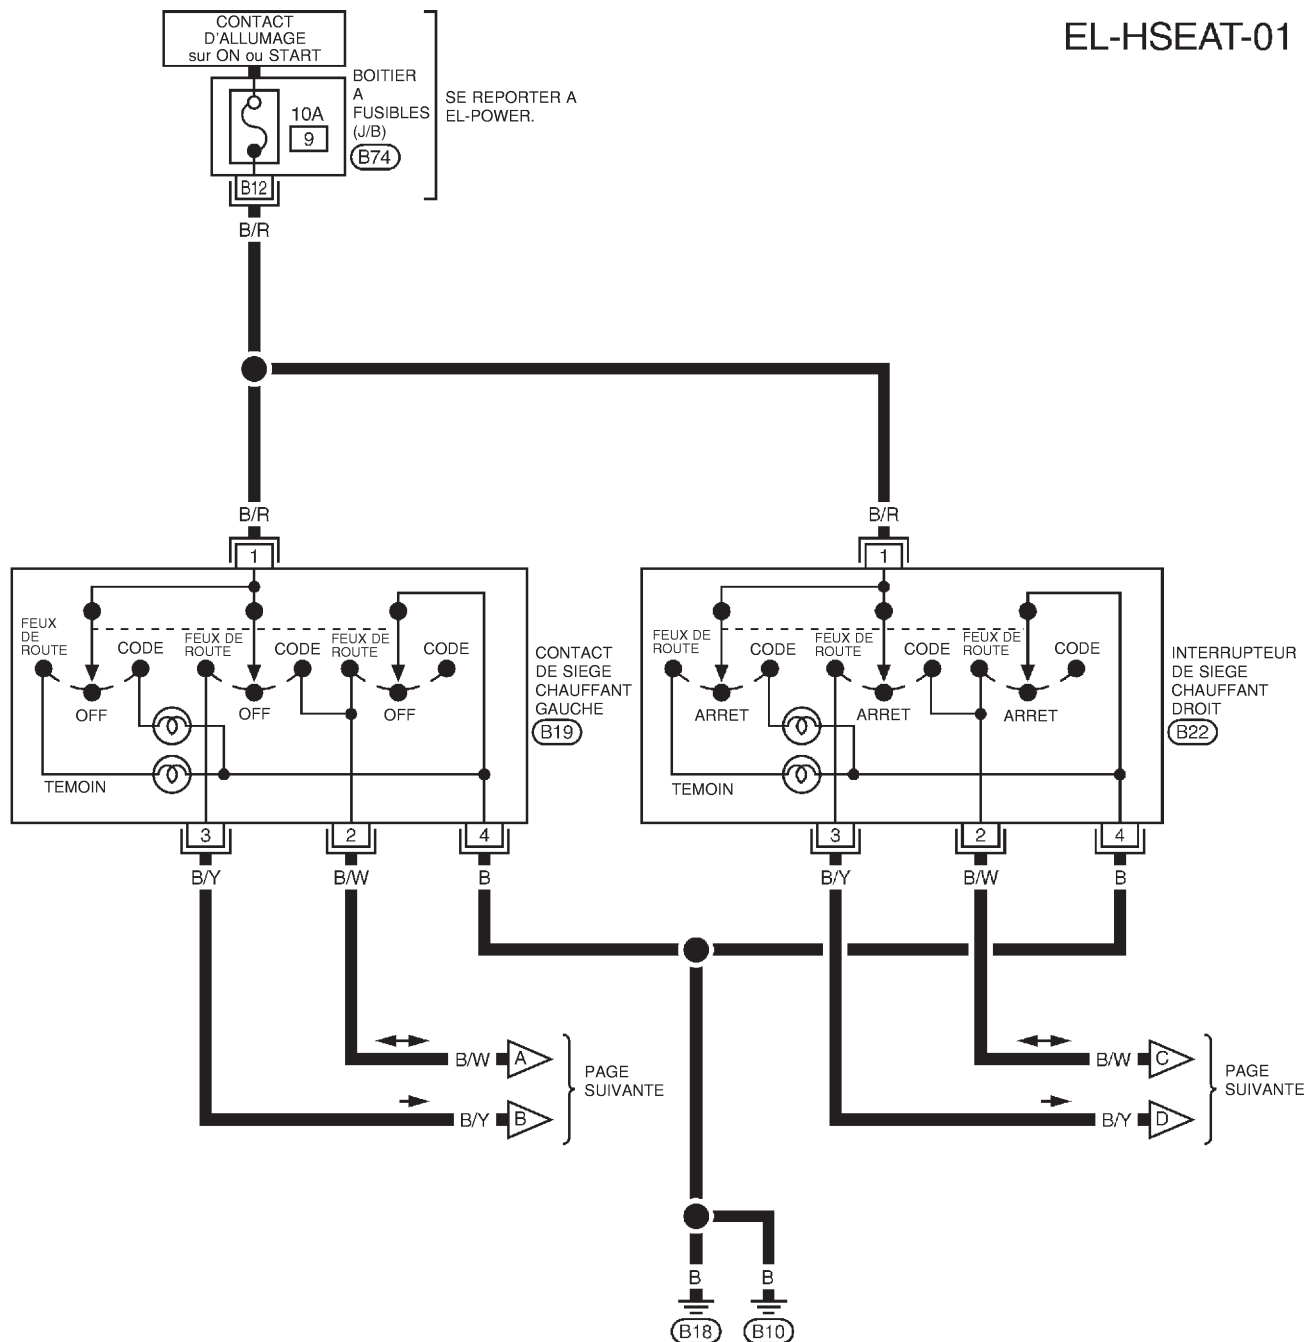 EL-HSEAT-01
CONTACT
D'ALLUMAGE
sur ON ou START
10A
9
BOITIER
A
FUSIBLES
(J/B)
B74
SE REPORTER A
EL-POWER.
B12
B/R
B/R
B/R
1
1
FEUX
DE
ROUTE
CODE
FEUX DE
ROUTE
CODE
FEUX DE
ROUTE
CODE
OFF
OFF
OFF
TEMOIN
CONTACT
DE SIEGE
CHAUFFANT
GAUCHE
B19
FEUX DE
ROUTE
CODE
FEUX DE
ROUTE
CODE
FEUX DE
ROUTE
CODE
ARRET
ARRET
ARRET
TEMOIN
INTERRUPTEUR
DE SIEGE
CHAUFFANT
DROIT
B22
3
2
4
3
2
4
B/Y
B/W
B
B/Y
B/W
B
B/W
A
B/Y
B
PAGE
SUIVANTE
B/W
C
B/Y
D
PAGE
SUIVANTE
B
B
B18
B10